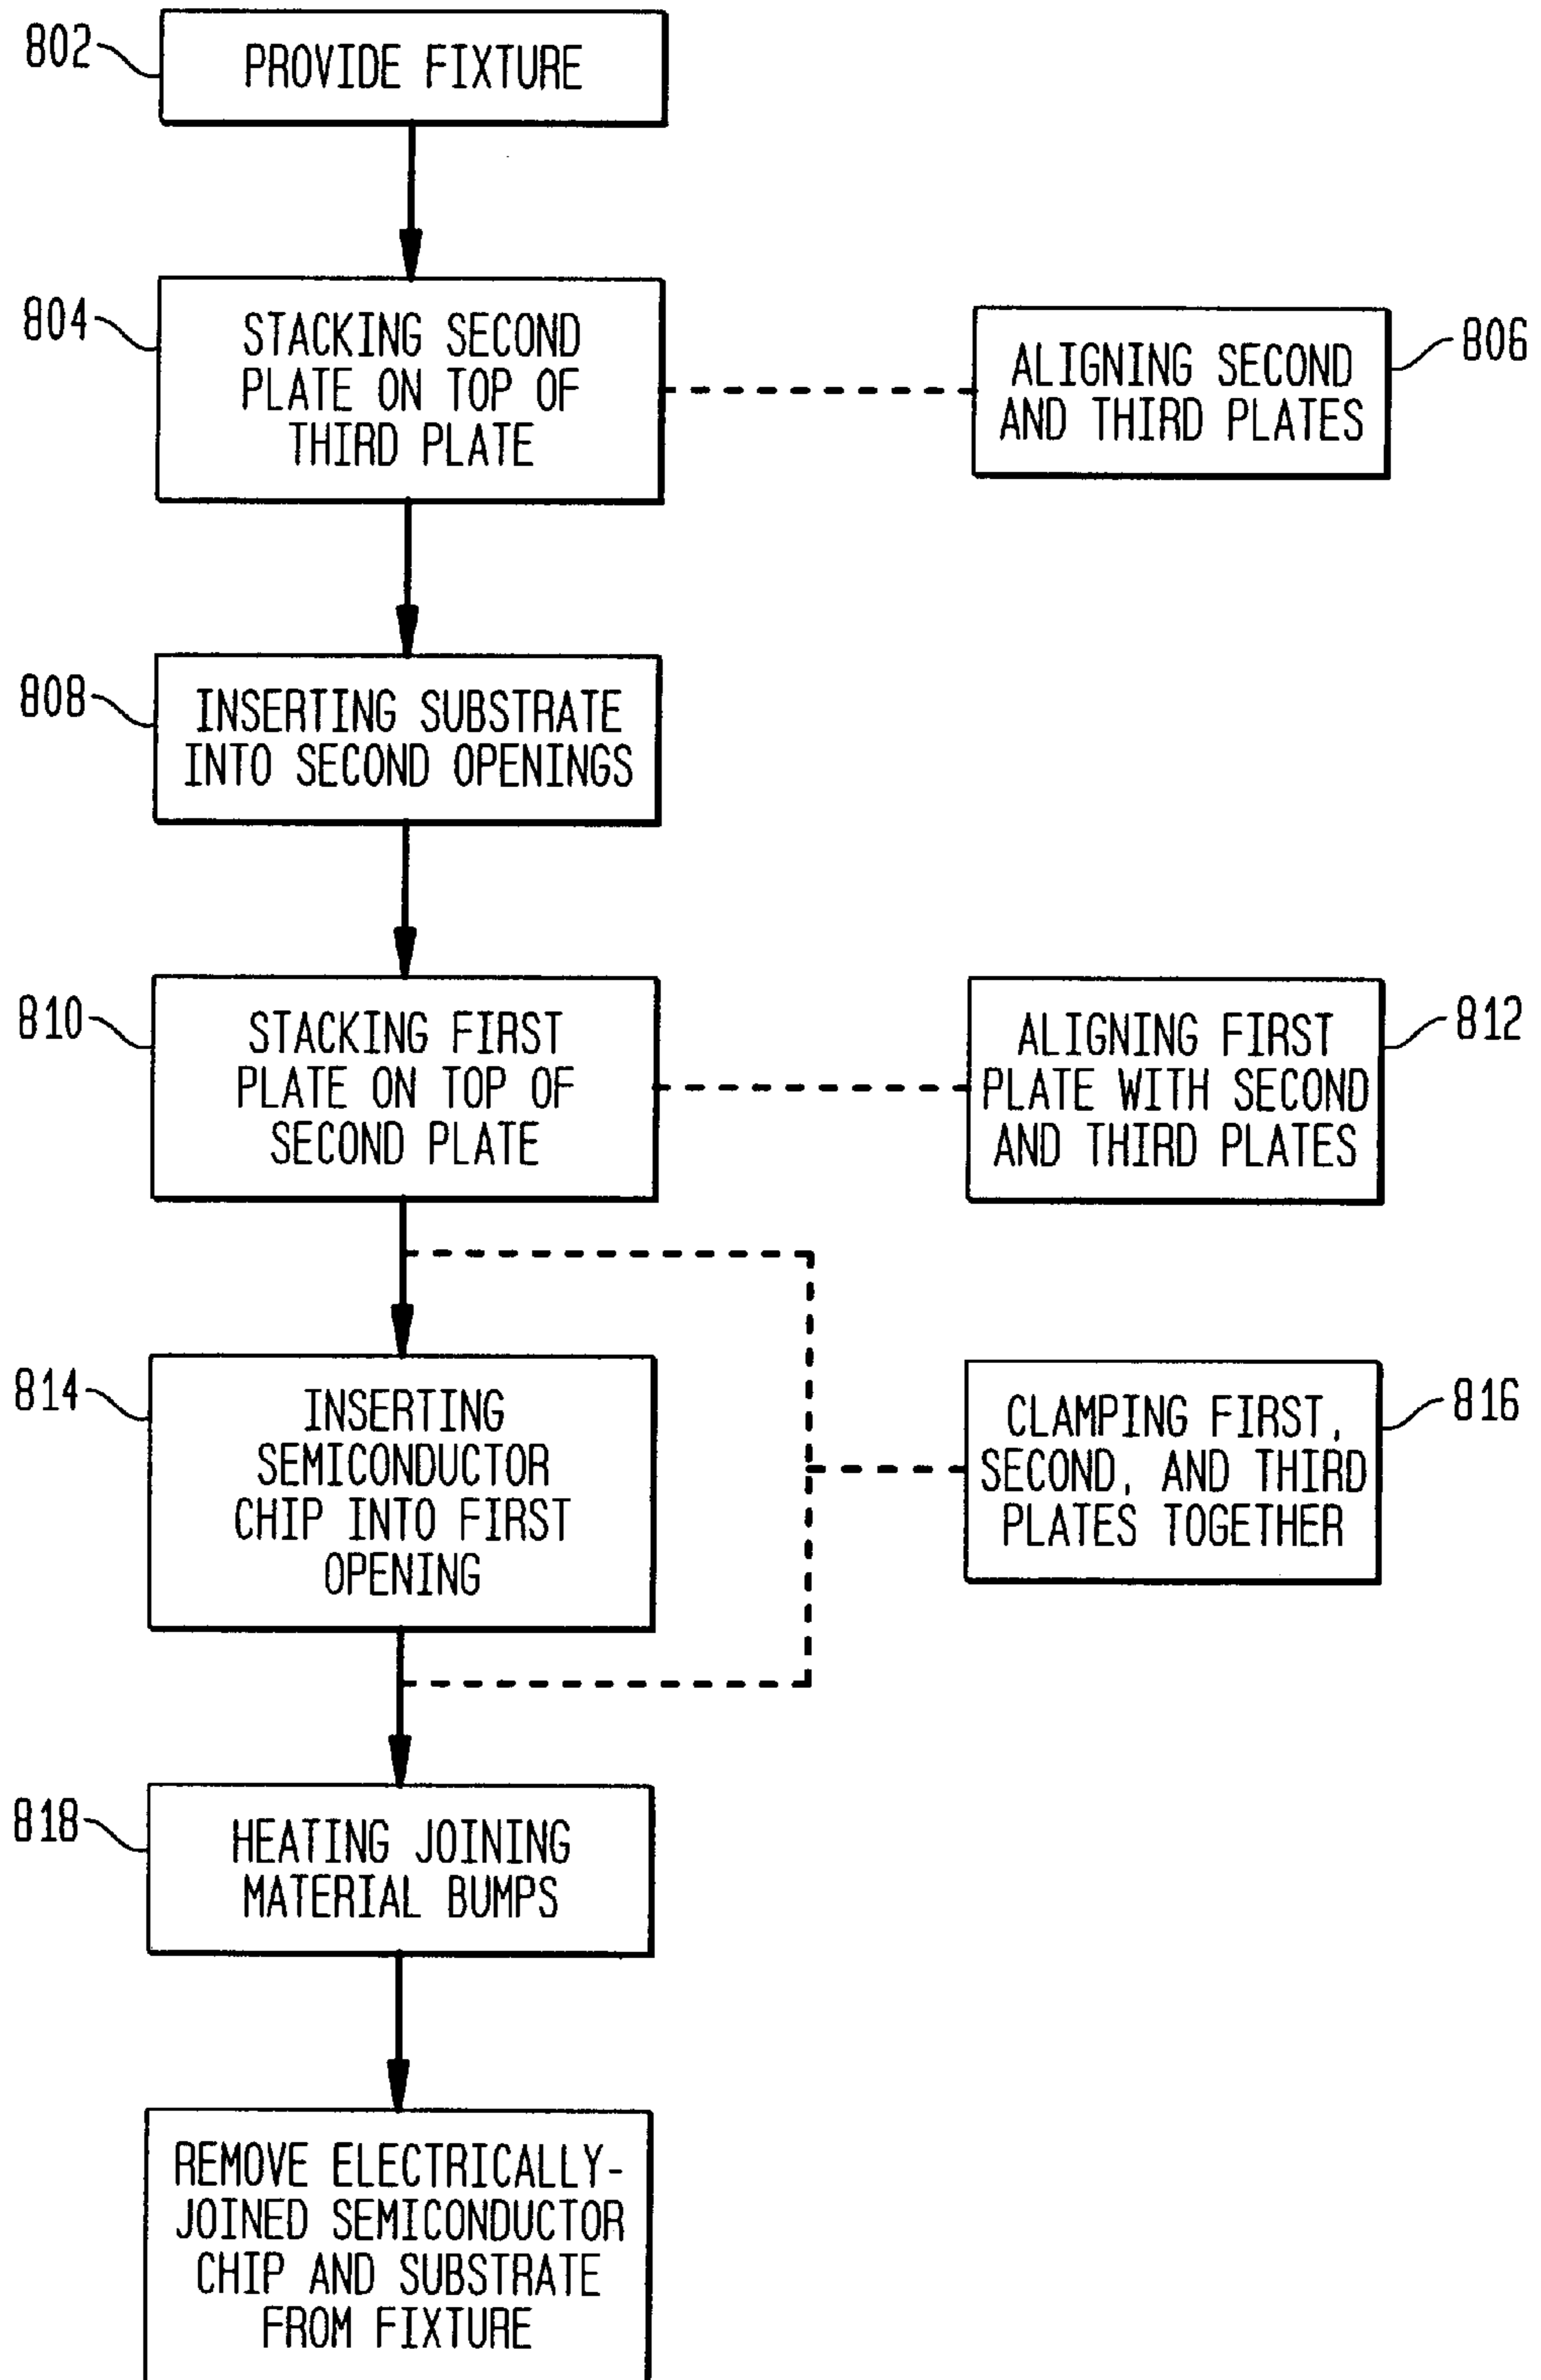 802
PROVIDE FIXTURE
804
STACKING SECOND
PLATE ON TOP OF
THIRD PLATE
806
ALIGNING SECOND
AND THIRD PLATES
808
INSERTING SUBSTRATE
INTO SECOND OPENINGS
810
STACKING FIRST
PLATE ON TOP OF
SECOND PLATE
812
ALIGNING FIRST
PLATE WITH SECOND
AND THIRD PLATES
814
INSERTING
SEMICONDUCTOR
CHIP INTO FIRST
OPENING
816
CLAMPING FIRST,
SECOND, AND THIRD
PLATES TOGETHER
818
HEATING JOINING
MATERIAL BUMPS
REMOVE ELECTRICALLY-
JOINED SEMICONDUCTOR
CHIP AND SUBSTRATE
FROM FIXTURE